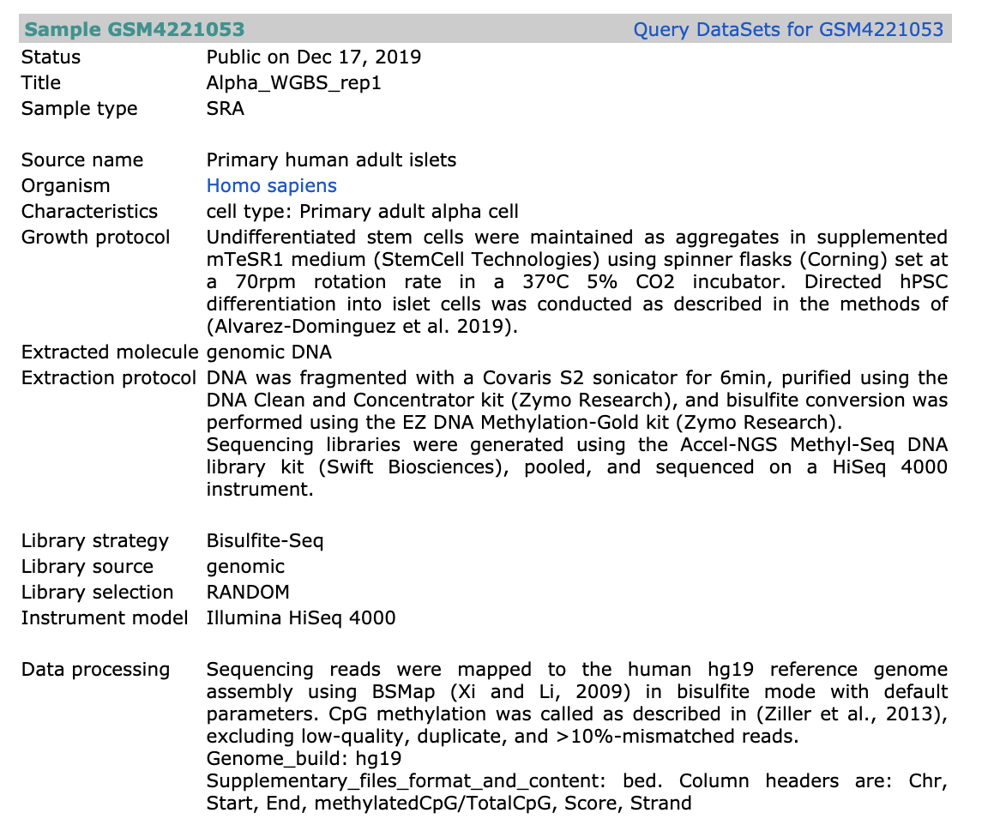 Sample GSM4221053 Query DataSets for GSM4221053
Status Public on Dec 17, 2019
Title Alpha_WGBS_rep1
Sample type SRA
Source name Primary human adult islets
Organism Homo sapiens
Characteristics cell type: Primary adult alpha cell
Growth protocol Undifferentiated stem cells were maintained as aggregates in supplemented
mTeSR1 medium (StemCell Technologies) using spinner flasks (Corning) set at
a 70rpm rotation rate in a 37ºC 5% CO2 incubator. Directed hPSC
differentiation into islet cells was conducted as described in the methods of
(Alvarez-Dominguez et al. 2019).
Extracted molecule genomic DNA
Extraction protocol DNA was fragmented with a Covaris S2 sonicator for 6min, purified using the
DNA Clean and Concentrator kit (Zymo Research), and bisulfite conversion was
performed using the EZ DNA Methylation-Gold kit (Zymo Research).
Sequencing libraries were generated using the Accel-NGS Methyl-Seq DNA
library kit (Swift Biosciences), pooled, and sequenced on a HiSeq 4000
instrument.
Library strategy Bisulfite-Seq
Library source genomic
Library selection RANDOM
Instrument model Illumina HiSeq 4000
Data processing Sequencing reads were mapped to the human hg19 reference genome
assembly using BSMap (Xi and Li, 2009) in bisulfite mode with default
parameters. CpG methylation was called as described in (Ziller et al., 2013),
excluding low-quality, duplicate, and >10%-mismatched reads.
Genome_build: hg19
Supplementary_files_format_and_content: bed. Column headers are: Chr,
Start, End, methylatedCpG/TotalCpG, Score, Strand